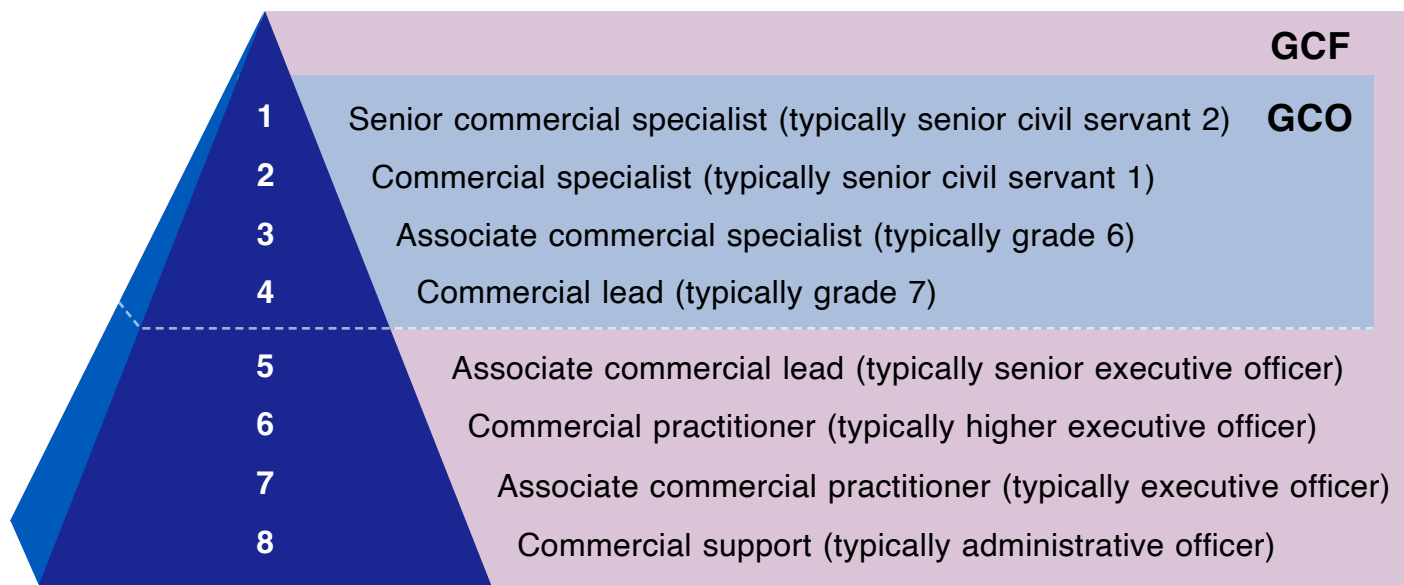 GCF
1 Senior commercial specialist (typically senior civil servant 2) GCO
2 Commercial specialist (typically senior civil servant 1)
3 Associate commercial specialist (typically grade 6)
4 Commercial lead (typically grade 7)
5 Associate commercial lead (typically senior executive officer)
6 Commercial practitioner (typically higher executive officer)
7 Associate commercial practitioner (typically executive officer)
8 Commercial support (typically administrative officer)